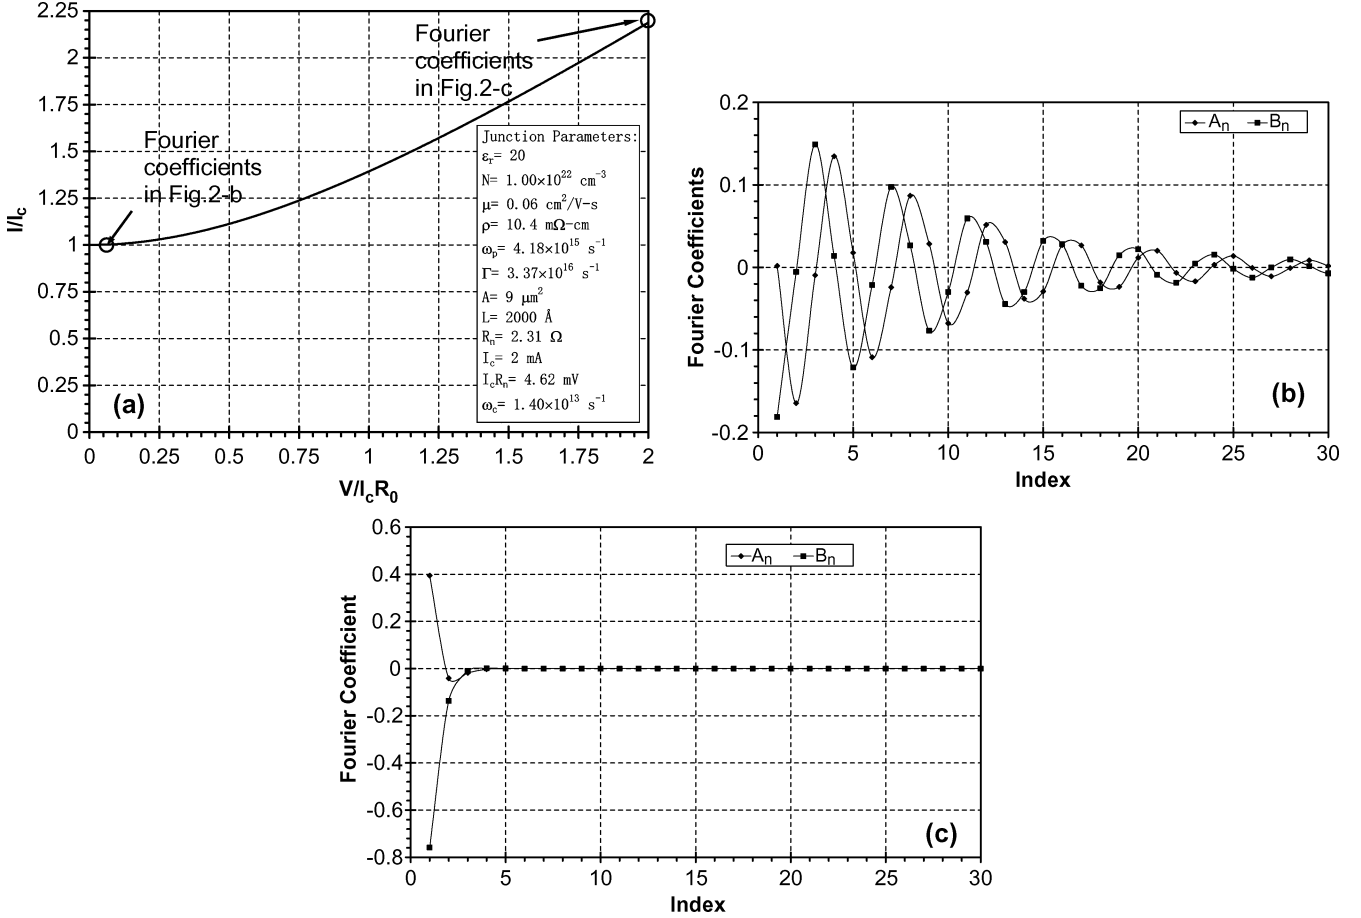 2.25
2
1.75
1.5
1.25
1
0.75
0.5
0.25
0
I/Ic
0 0.25 0.5 0.75 1 1.25 1.5 1.75 2
V/IcR0
Fourier
coefficients
in Fig.2-c
Fourier
coefficients
in Fig.2-b
Junction Parameters:
εr= 20
N= 1.00×10^22 cm^-3
μ= 0.06 cm^2/V-s
ρ= 10.4 mΩ-cm
ωp= 4.18×10^15 s^-1
Γ= 3.37×10^16 s^-1
A= 9 μm^2
L= 2000 Å
Rn= 2.31 Ω
Ic= 2 mA
IcRn= 4.62 mV
ωc= 1.40×10^13 s^-1
(a)
0.2
0.1
0
-0.1
-0.2
Fourier Coefficients
An Bn
(b)
0 5 10 15 20 25 30
Index
0.6
0.4
0.2
0
-0.2
-0.4
-0.6
-0.8
Fourier Coefficient
An Bn
(c)
0 5 10 15 20 25 30
Index